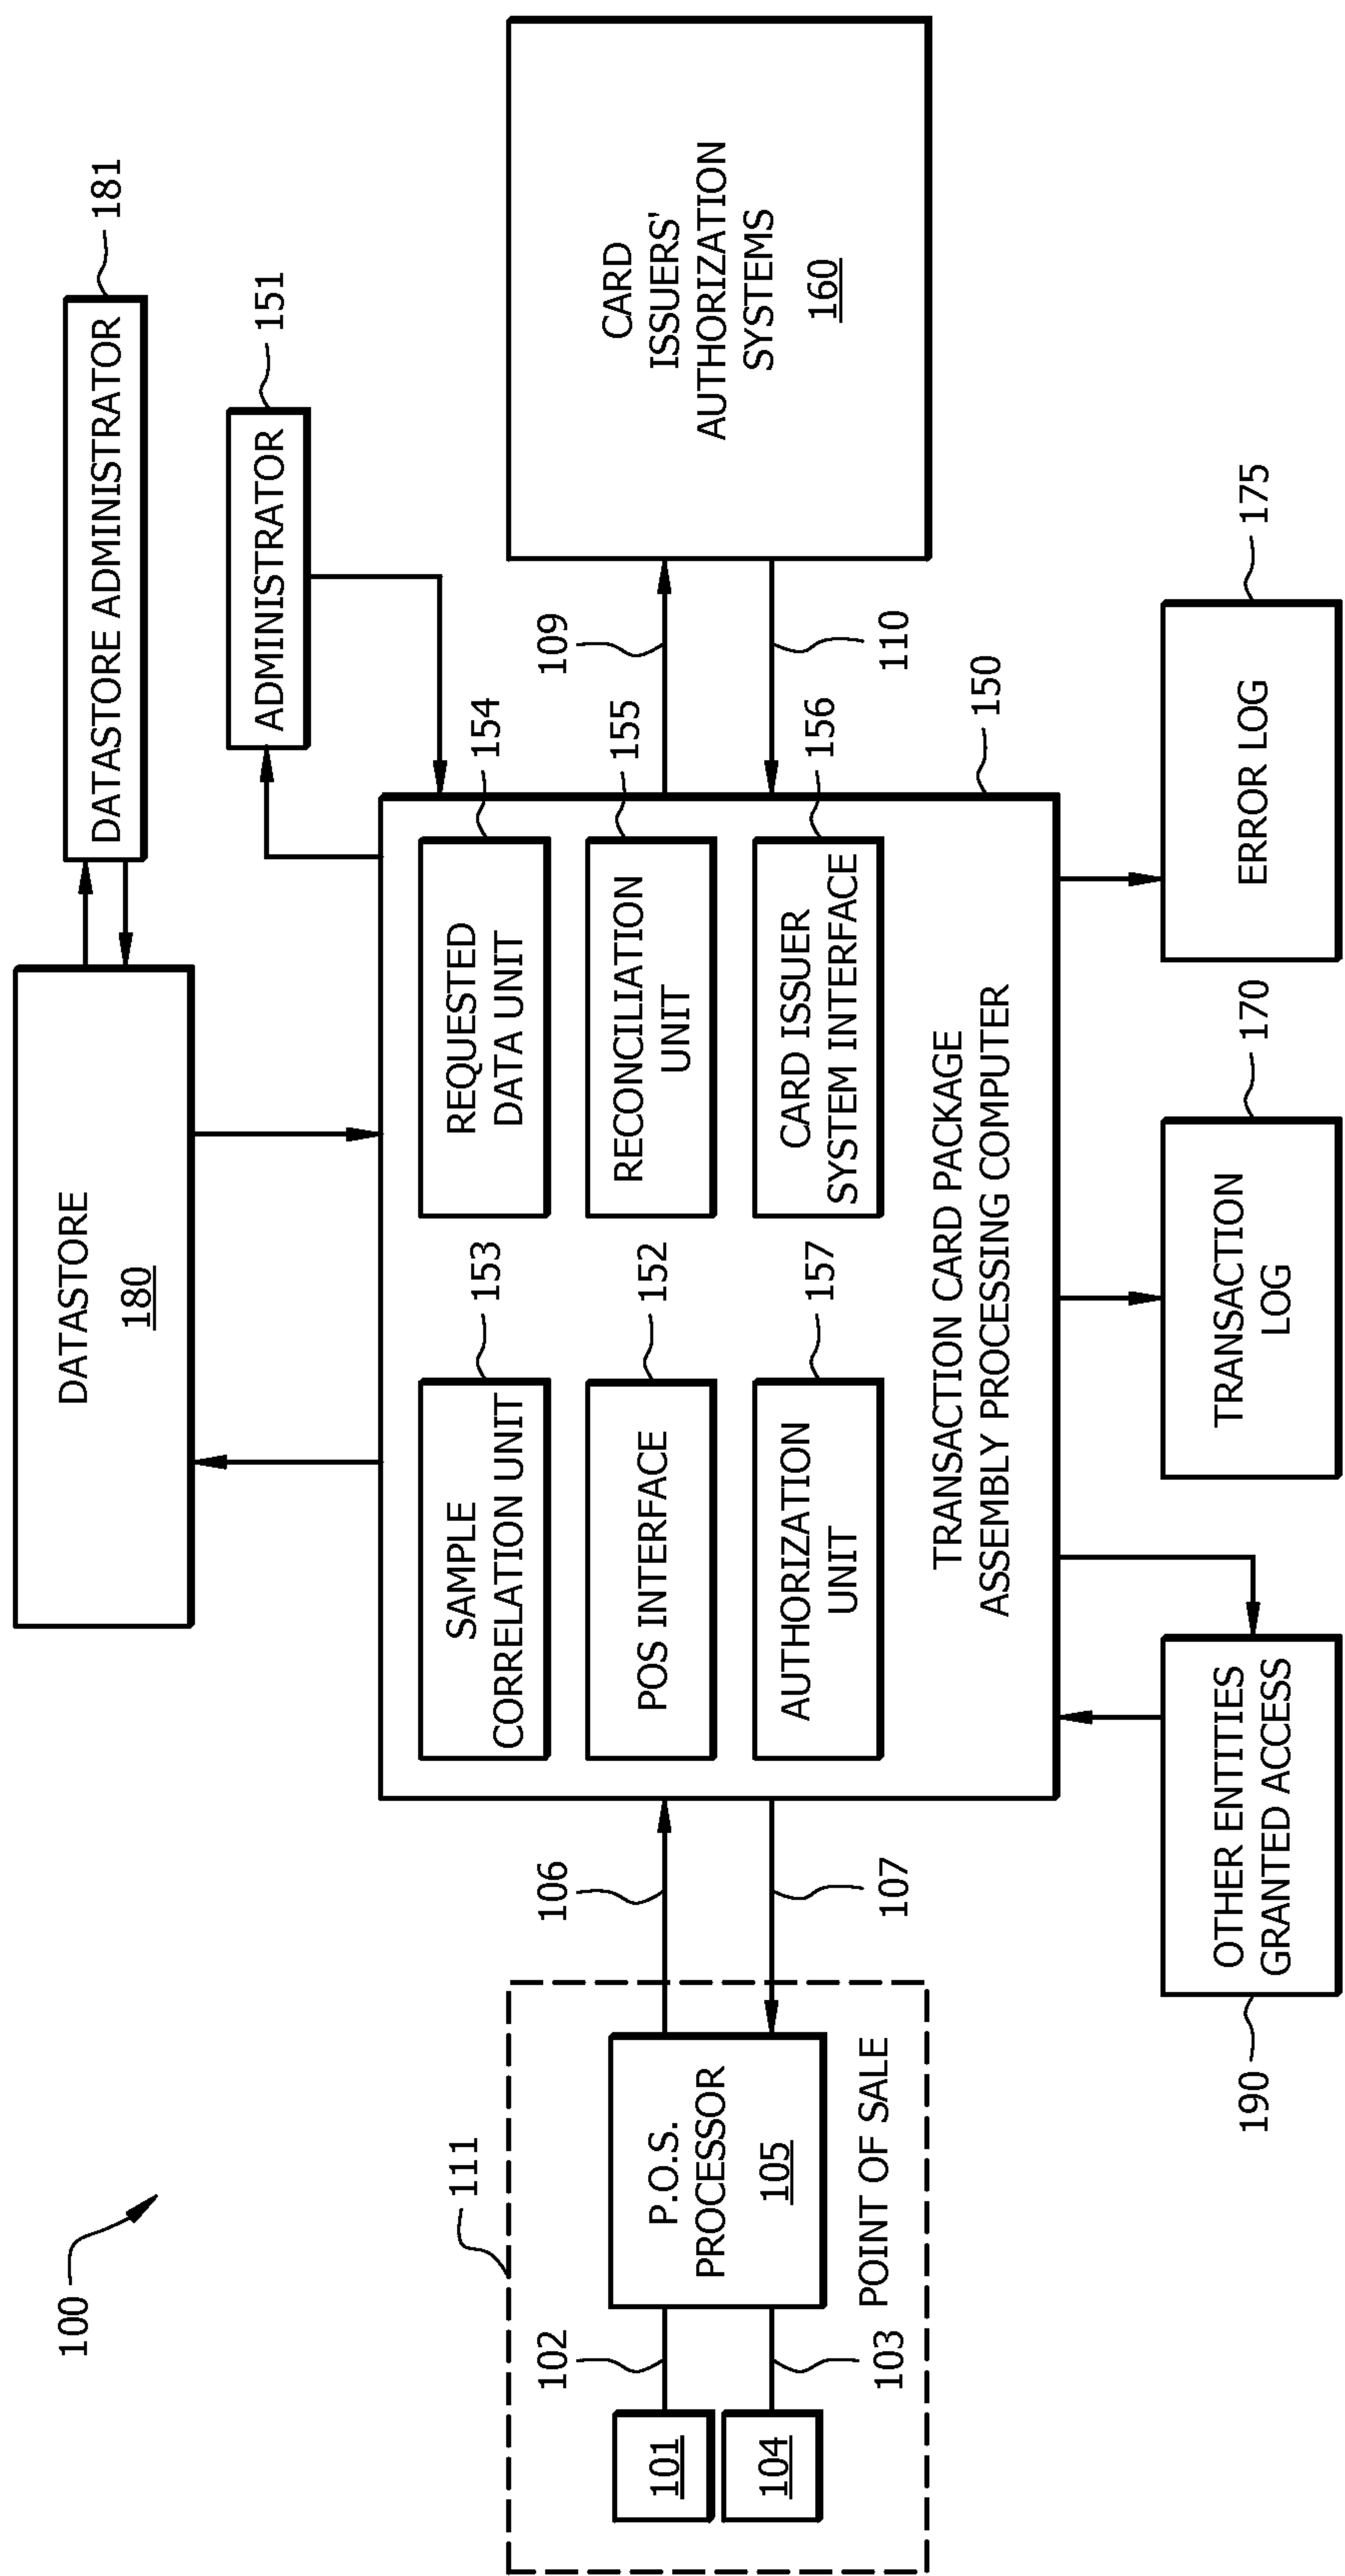 100
DATASTORE
180
DATASTORE ADMINISTRATOR
181
ADMINISTRATOR
151
111
101
102
104
103
P.O.S.
PROCESSOR
105
POINT OF SALE
106
107
SAMPLE
CORRELATION UNIT
153
REQUESTED
DATA UNIT
154
POS INTERFACE
152
RECONCILIATION
UNIT
155
AUTHORIZATION
UNIT
157
CARD ISSUER
SYSTEM INTERFACE
156
TRANSACTION CARD PACKAGE
ASSEMBLY PROCESSING COMPUTER
150
109
110
CARD
ISSUERS'
AUTHORIZATION
SYSTEMS
160
190
OTHER ENTITIES
GRANTED ACCESS
TRANSACTION
LOG
170
ERROR LOG
175